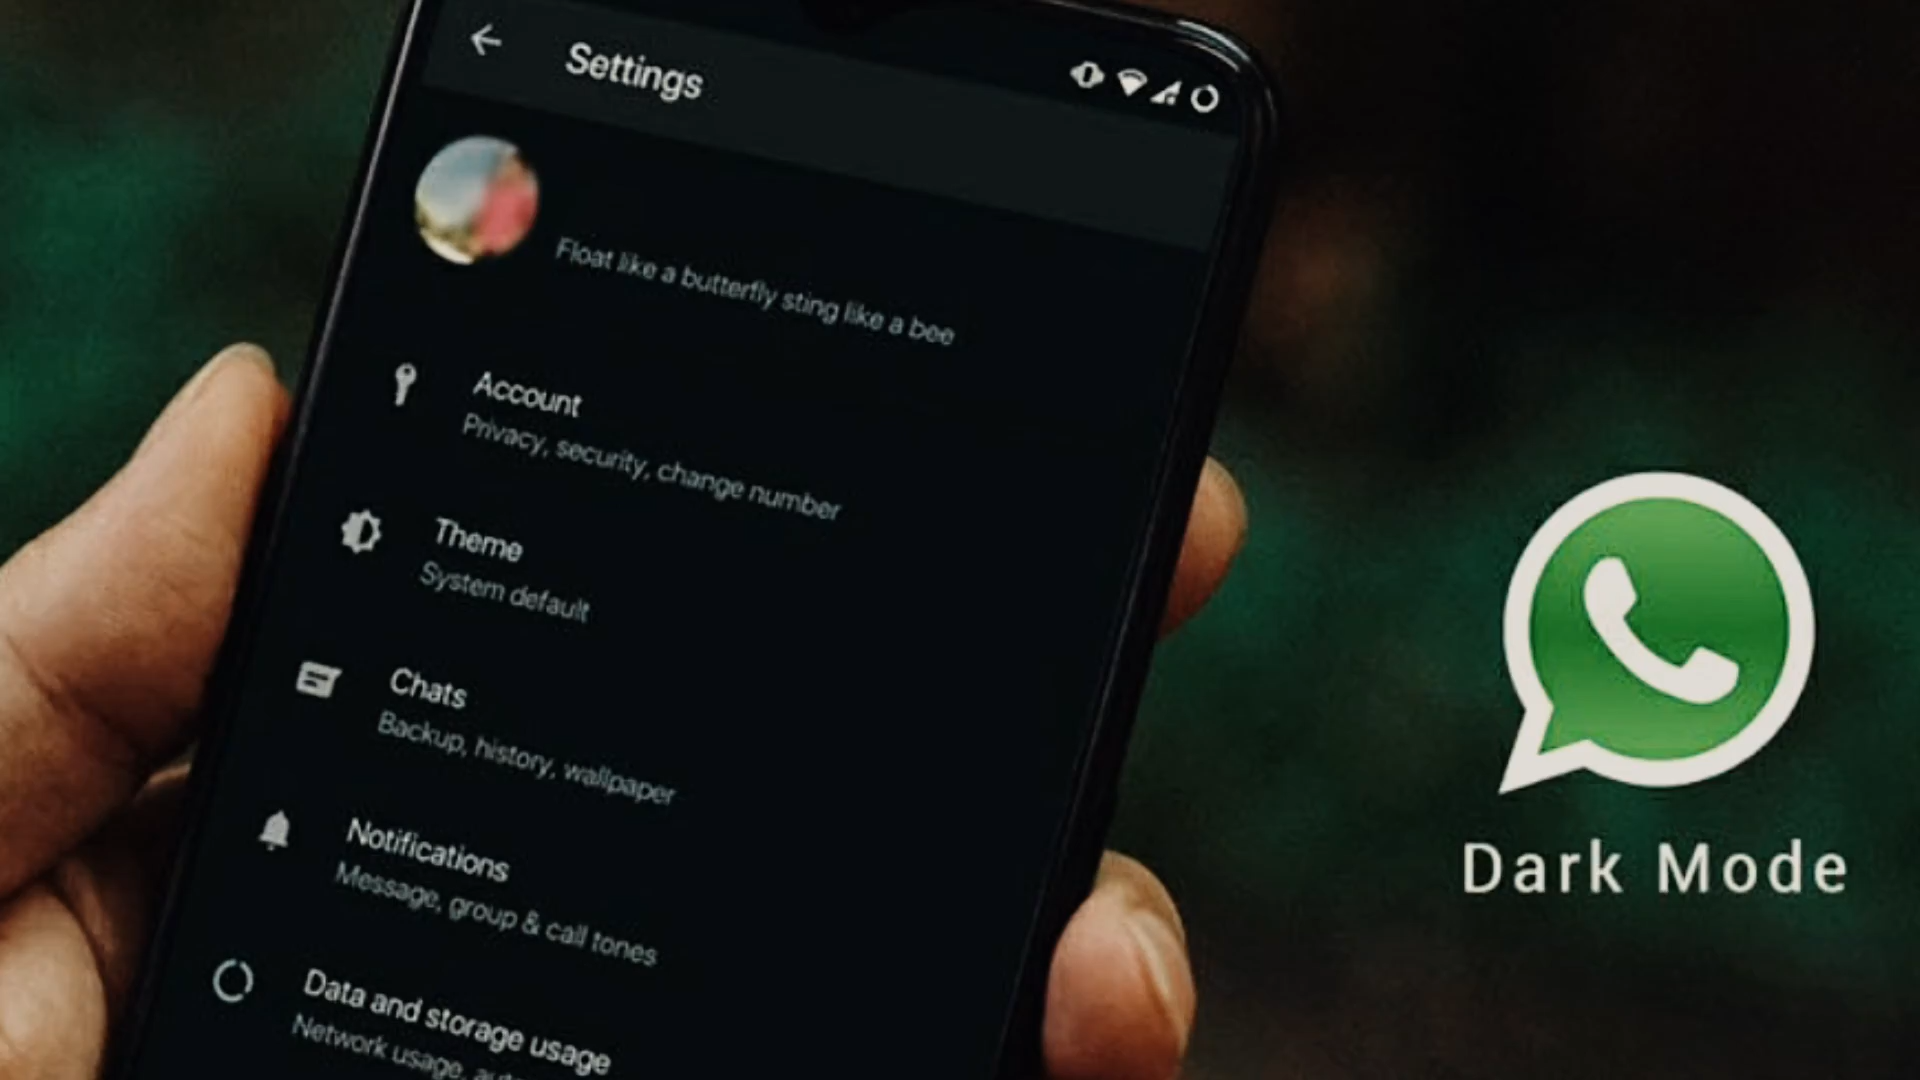 Settings
Float like a butterfly sting like a bee
Account
Privacy, security, change number
Theme
System default
Chats
Backup, history, wallpaper
Notifications
Message, group & call tones
Data and storage usage
Network usage,
Dark Mode